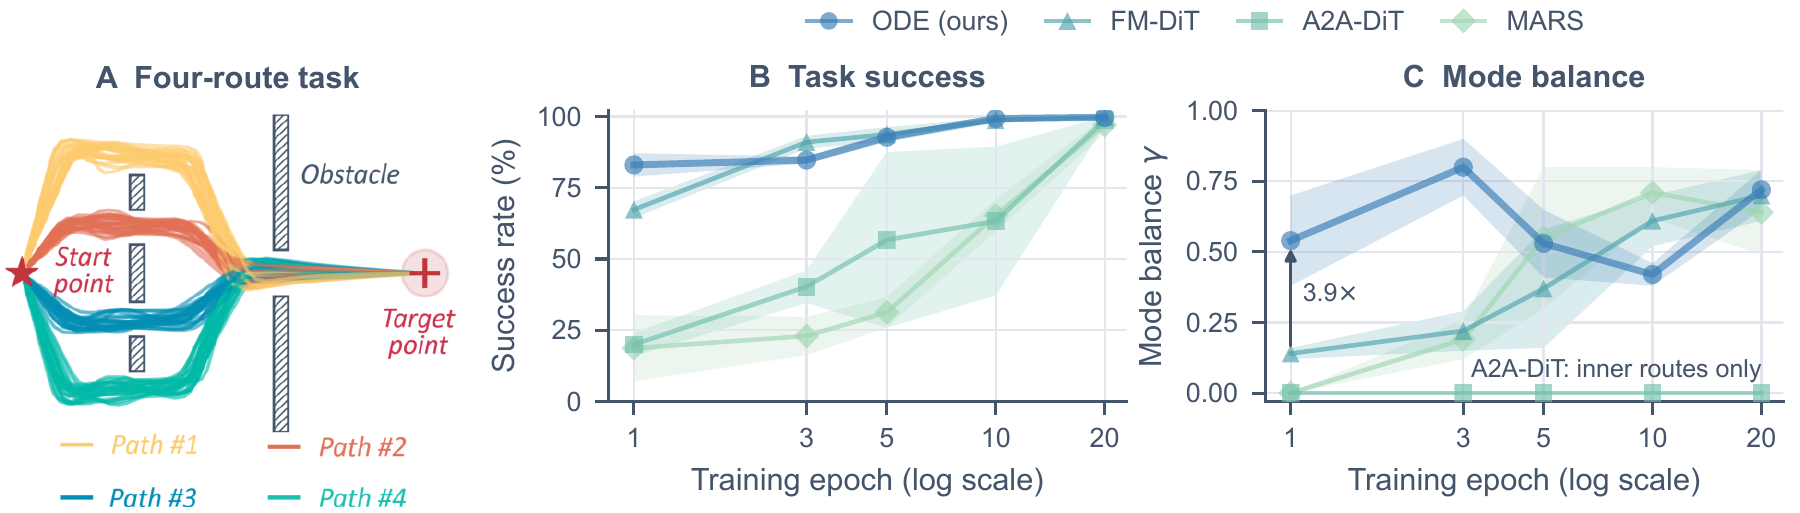 ODE (ours) FM-DiT A2A-DiT MARS
A Four-route task
Obstacle
Start
point
Target
point
Path #1 Path #2
Path #3 Path #4
B Task success
Success rate (%)
100
75
50
25
0
1 3 5 10 20
Training epoch (log scale)
C Mode balance
Mode balance γ
1.00
0.75
0.50
0.25
0.00
3.9×
A2A-DiT: inner routes only
1 3 5 10 20
Training epoch (log scale)